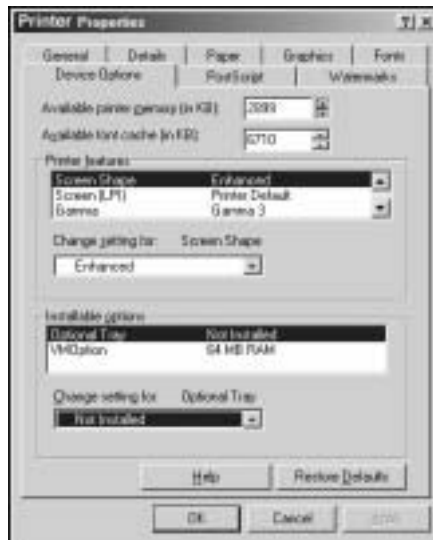 Printer Properties
General Details Paper Graphics Fonts
Device Options PostScript Watermarks
Available printer memory (in KB):
Available font cache (in KB): 6710
Printer features
Screen Shape Enhanced
Screen (LPI) Printer Default
Gamma Gamma 3
Change setting for: Screen Shape
Enhanced
Installable options
Optional Tray Not Installed
VMOption 64 MB RAM
Change setting for: Optional Tray
Not Installed
Help Restore Defaults
OK Cancel Apply